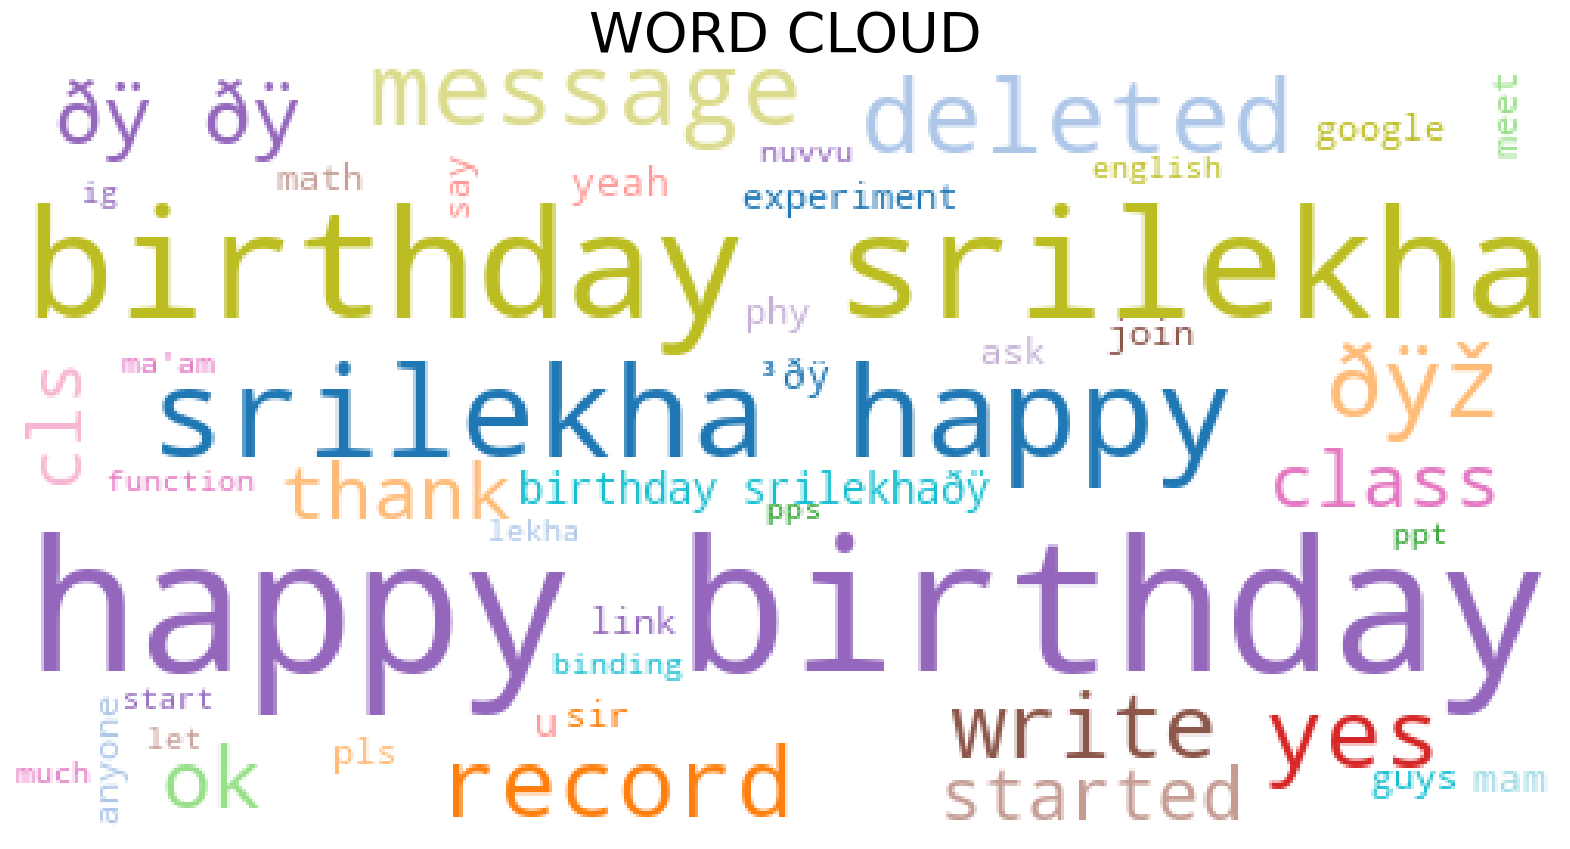 WORD CLOUD
ðÿ ðÿ
message
deleted
google
meet
nuvvu
english
math
say
yeah
ig
experiment
birthday srilekha
phy
join
ask
ma'am
cls
srilekha happy
³ðÿ
ðÿž
function
thank
birthday srilekhaðÿ
class
pps
lekha
ppt
happy birthday
link
binding
start
anyone
u
sir
write
yes
let
pls
much
ok
record
started
guys
mam